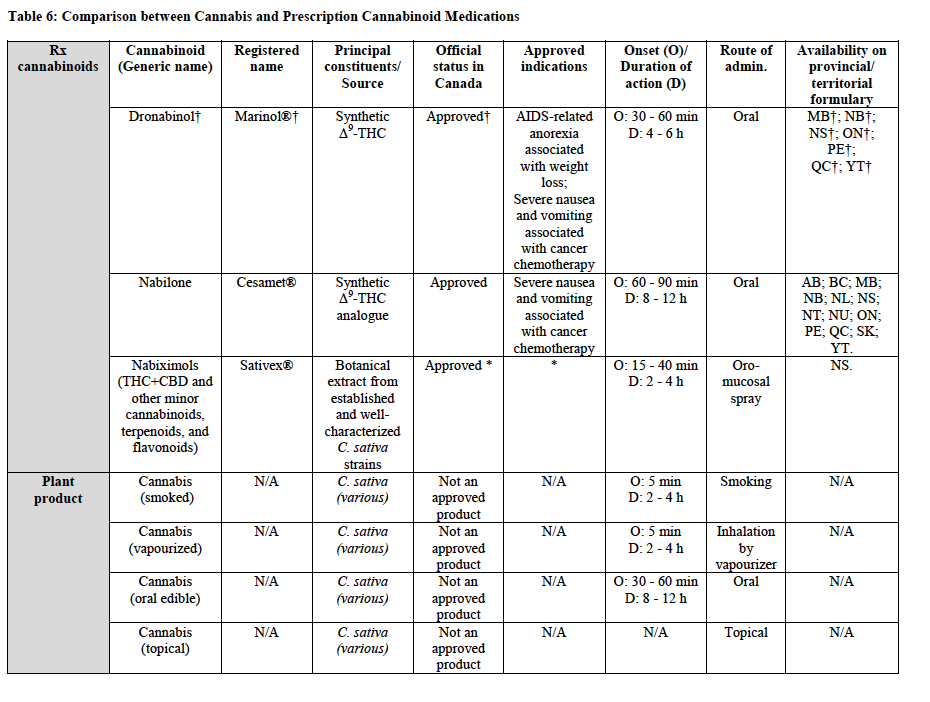 Table 6: Comparison between Cannabis and Prescription Cannabinoid Medications
Rx cannabinoids | Cannabinoid (Generic name) | Registered name | Principal constituents/ Source | Official status in Canada | Approved indications | Onset (O)/ Duration of action (D) | Route of admin. | Availability on provincial/ territorial formulary
Dronabinol† | Marinol®† | Synthetic Δ⁹-THC | Approved† | AIDS-related anorexia associated with weight loss; Severe nausea and vomiting associated with cancer chemotherapy | O: 30 - 60 min D: 4 - 6 h | Oral | MB†; NB†; NS†; ON†; PE†; QC†; YT†
Nabilone | Cesamet® | Synthetic Δ⁹-THC analogue | Approved | Severe nausea and vomiting associated with cancer chemotherapy | O: 60 - 90 min D: 8 - 12 h | Oral | AB; BC; MB; NB; NL; NS; NT; NU; ON; PE; QC; SK; YT.
Nabiximols (THC+CBD and other minor cannabinoids, terpenoids, and flavonoids) | Sativex® | Botanical extract from established and well-characterized C. sativa strains | Approved * | * | O: 15 - 40 min D: 2 - 4 h | Oro-mucosal spray | NS.
Plant product | Cannabis (smoked) | N/A | C. sativa (various) | Not an approved product | N/A | O: 5 min D: 2 - 4 h | Smoking | N/A
Cannabis (vapourized) | N/A | C. sativa (various) | Not an approved product | N/A | O: 5 min D: 2 - 4 h | Inhalation by vapourizer | N/A
Cannabis (oral edible) | N/A | C. sativa (various) | Not an approved product | N/A | O: 30 - 60 min D: 8 - 12 h | Oral | N/A
Cannabis (topical) | N/A | C. sativa (various) | Not an approved product | N/A | N/A | Topical | N/A